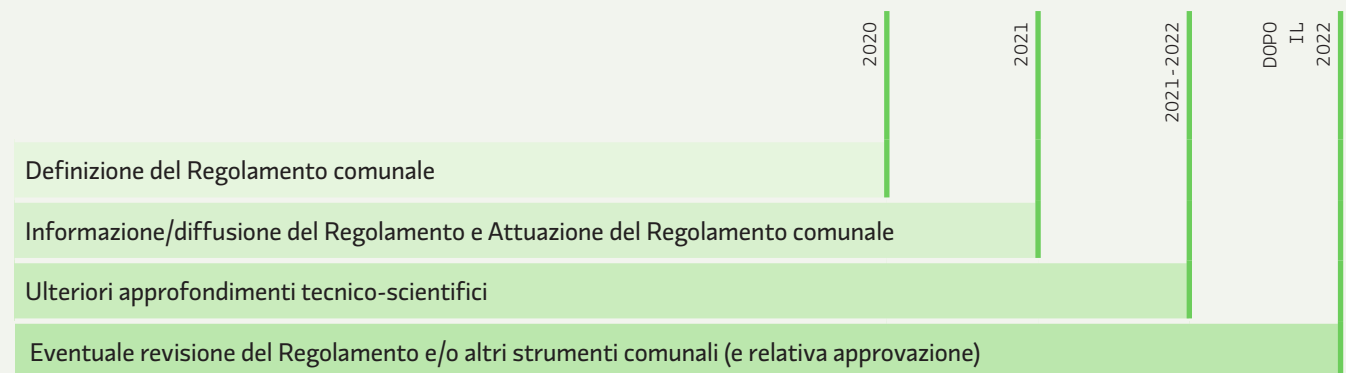 2020
2021
2021-2022
DOPO
IL
2022
Definizione del Regolamento comunale
Informazione/diffusione del Regolamento e Attuazione del Regolamento comunale
Ulteriori approfondimenti tecnico-scientifici
Eventuale revisione del Regolamento e/o altri strumenti comunali (e relativa approvazione)